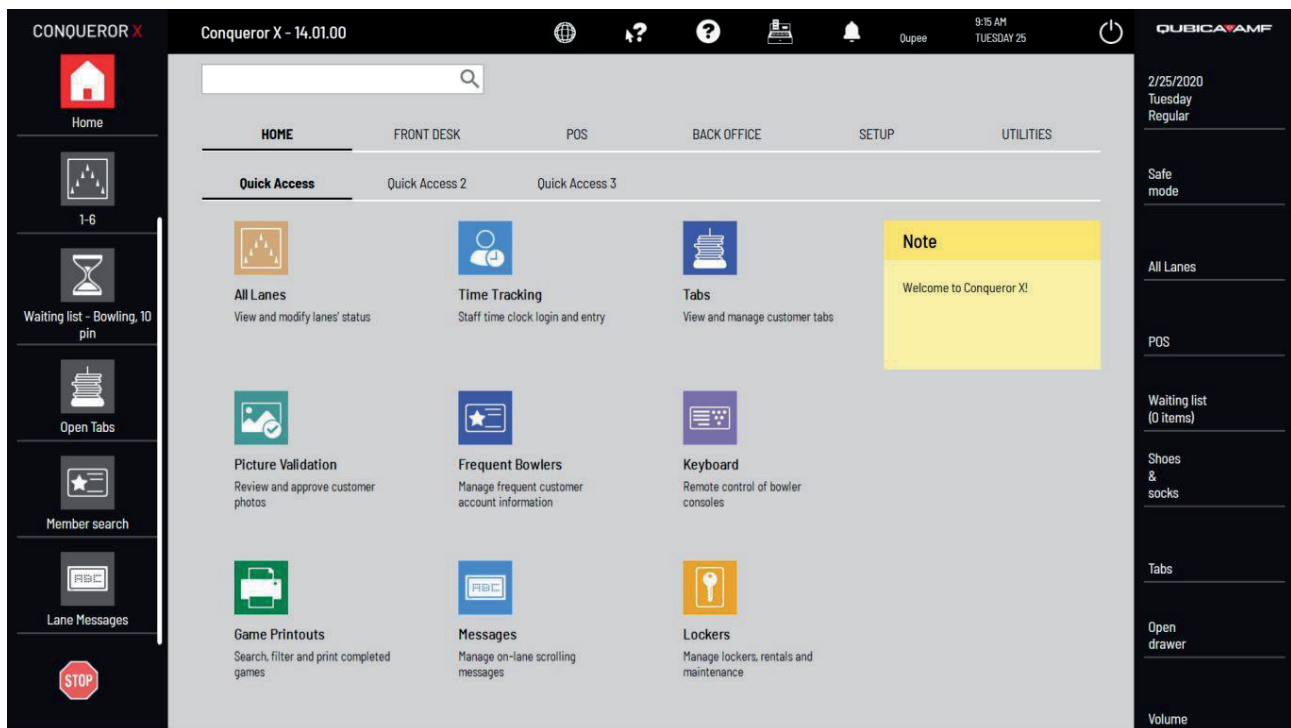 CONQUEROR X
Conqueror X - 14.01.00
?
?
Qupee
9:15 AM
TUESDAY 25
QUBICAAMF
Home
1-6
Waiting list - Bowling, 10
pin
Open Tabs
Member search
ABC
Lane Messages
STOP
HOME
FRONT DESK
POS
BACK OFFICE
SETUP
UTILITIES
Quick Access
Quick Access 2
Quick Access 3
All Lanes
View and modify lanes' status
Time Tracking
Staff time clock login and entry
Tabs
View and manage customer tabs
Note
Welcome to Conqueror X!
Picture Validation
Review and approve customer
photos
Frequent Bowlers
Manage frequent customer
account information
Keyboard
Remote control of bowler
consoles
Game Printouts
Search, filter and print completed
games
ABC
Messages
Manage on-lane scrolling
messages
Lockers
Manage lockers, rentals and
maintenance
2/25/2020
Tuesday
Regular
Safe
mode
All Lanes
POS
Waiting list
(0 items)
Shoes
&
socks
Tabs
Open
drawer
Volume